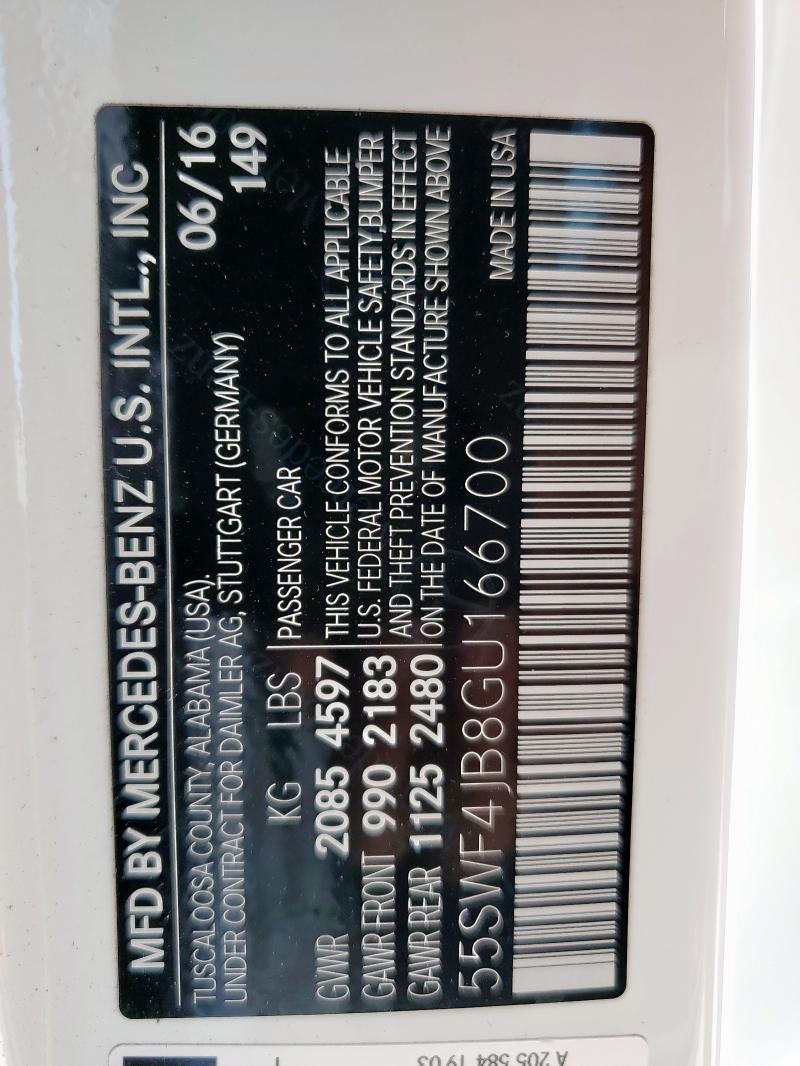 MFD BY MERCEDES-BENZ U.S. INTL., INC
TUSCALOOSA COUNTY, ALABAMA (USA), 06/16
UNDER CONTRACT FOR DAIMLER AG, STUTTGART (GERMANY) 149
KG LBS PASSENGER CAR
GVWR 2085 4597 THIS VEHICLE CONFORMS TO ALL APPLICABLE
GAWR FRONT 990 2183 U.S. FEDERAL MOTOR VEHICLE SAFETY,BUMPER
GAWR REAR 1125 2480 AND THEFT PREVENTION STANDARDS IN EFFECT
ON THE DATE OF MANUFACTURE SHOWN ABOVE
55SWF4JB8GU166700 MADE IN USA
A 205 584 19 03